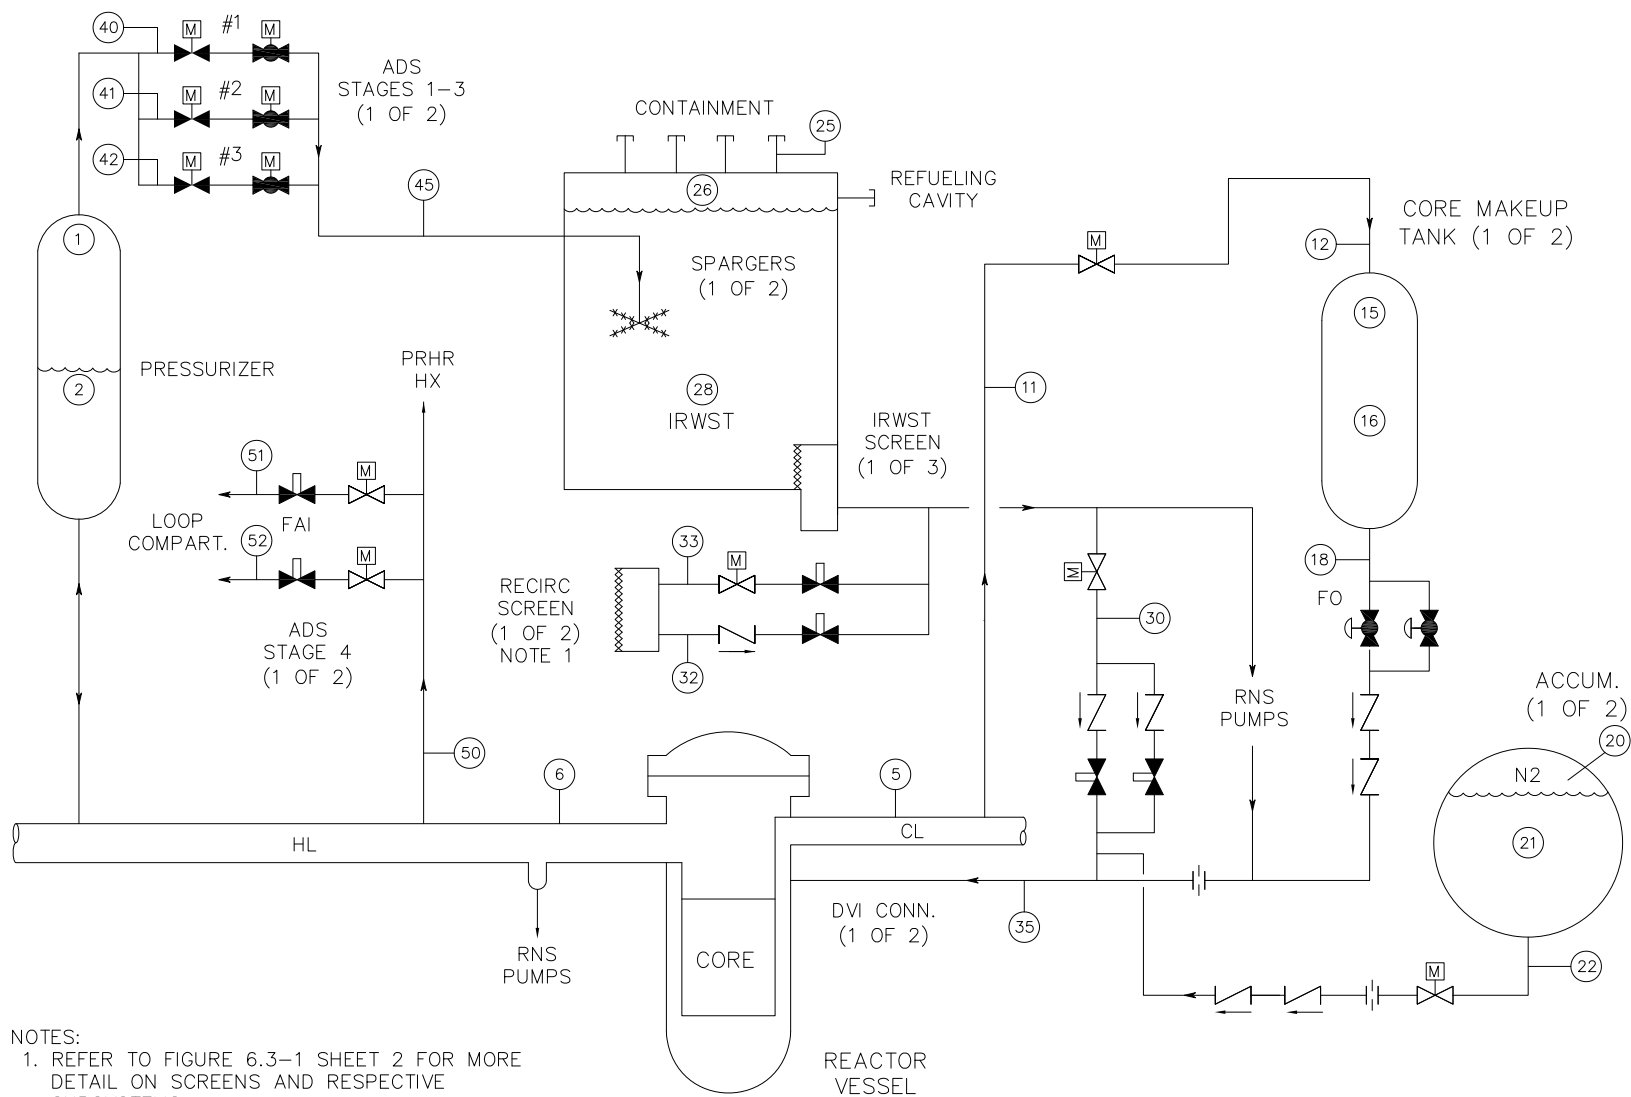 40
M
#1
M
ADS
STAGES 1-3
(1 OF 2)
41
M
#2
M
42
M
#3
M
45
CONTAINMENT
25
26
REFUELING
CAVITY
SPARGERS
(1 OF 2)
28
IRWST
IRWST
SCREEN
(1 OF 3)
M
11
12
CORE MAKEUP
TANK (1 OF 2)
15
16
18
FO
1
2
PRESSURIZER
PRHR
HX
51
M
FAI
LOOP
COMPART.
52
M
ADS
STAGE 4
(1 OF 2)
33
M
RECIRC
SCREEN
(1 OF 2)
NOTE 1
32
M
30
RNS
PUMPS
ACCUM.
(1 OF 2)
20
N2
21
22
M
50
6
5
HL
CL
RNS
PUMPS
CORE
DVI CONN.
(1 OF 2)
35
REACTOR
VESSEL
NOTES:
1. REFER TO FIGURE 6.3-1 SHEET 2 FOR MORE
DETAIL ON SCREENS AND RESPECTIVE